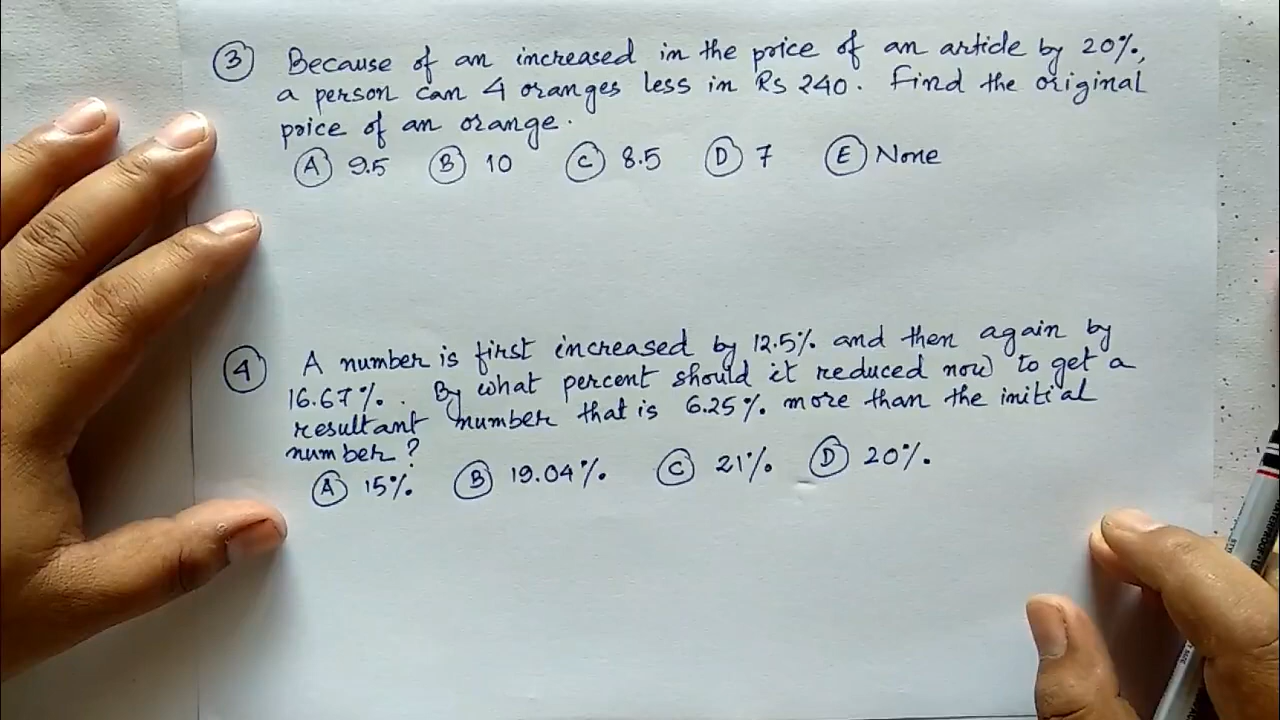 3 Because of an increased in the price of an article by 20%,
a person can 4 oranges less in Rs 240. Find the original
price of an orange.
A 9.5 B 10 C 8.5 D 7 E None
4 A number is first increased by 12.5% and then again by
16.67%. By what percent should it reduced now to get a
resultant number that is 6.25% more than the initial
number?
A 15% B 19.04% C 21% D 20%.